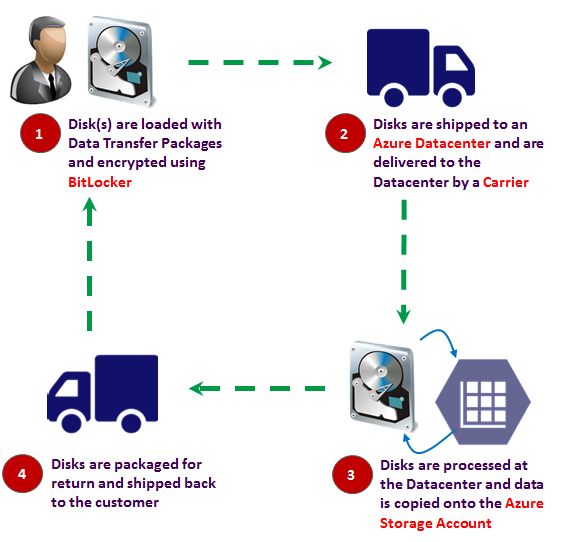 1
Disk(s) are loaded with
Data Transfer Packages
and encrypted using
BitLocker
2
Disks are shipped to an
Azure Datacenter and are
delivered to the
Datacenter by a Carrier
3
Disks are processed at
the Datacenter and data
is copied onto the Azure
Storage Account
4
Disks are packaged for
return and shipped back
to the customer